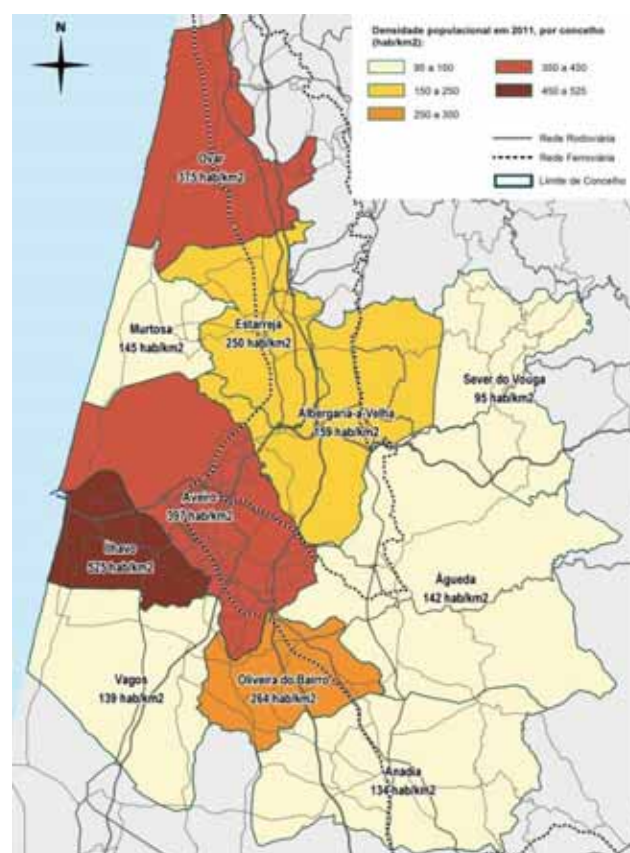 N
Densidade populacional em 2011, por concelho
(hab/km2):
95 a 150
150 a 250
250 a 300
350 a 450
450 a 525
Rede Rodoviária
Rede Ferroviária
Limite de Concelho
Ovar
375 hab/km2
Murtosa
145 hab/km2
Estarreja
250 hab/km2
Sever do Vouga
95 hab/km2
Albergaria-a-Velha
159 hab/km2
Aveiro
397 hab/km2
Ílhavo
525 hab/km2
Águeda
142 hab/km2
Vagos
139 hab/km2
Oliveira do Bairro
264 hab/km2
Anadia
134 hab/km2